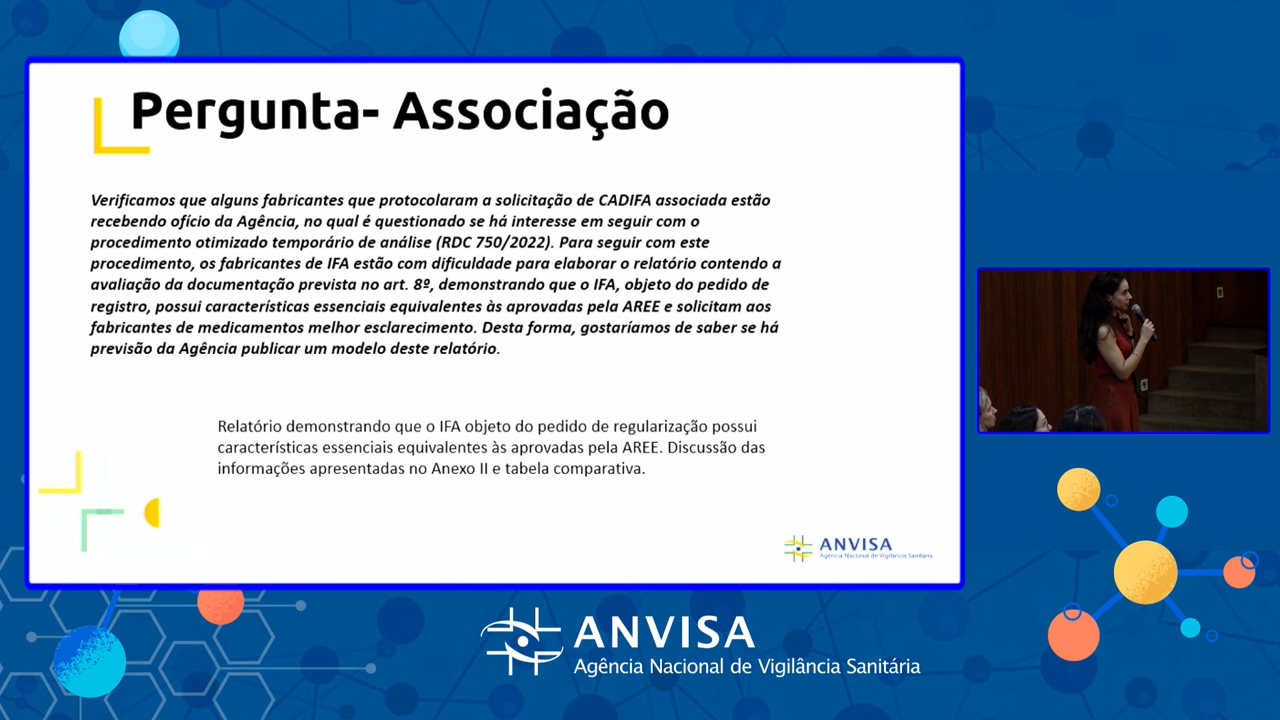 Pergunta- Associação
Verificamos que alguns fabricantes que protocolaram a solicitação de CADIFA associada estão
recebendo ofício da Agência, no qual é questionado se há interesse em seguir com o
procedimento otimizado temporário de análise (RDC 750/2022). Para seguir com este
procedimento, os fabricantes de IFA estão com dificuldade para elaborar o relatório contendo a
avaliação da documentação prevista no art. 8º, demonstrando que o IFA, objeto do pedido de
registro, possui características essenciais equivalentes às aprovadas pela AREE e solicitam aos
fabricantes de medicamentos melhor esclarecimento. Desta forma, gostaríamos de saber se há
previsão da Agência publicar um modelo deste relatório.
Relatório demonstrando que o IFA objeto do pedido de regularização possui
características essenciais equivalentes às aprovadas pela AREE. Discussão das
informações apresentadas no Anexo II e tabela comparativa.
ANVISA
Agência Nacional de Vigilância Sanitária
ANVISA
Agência Nacional de Vigilância Sanitária